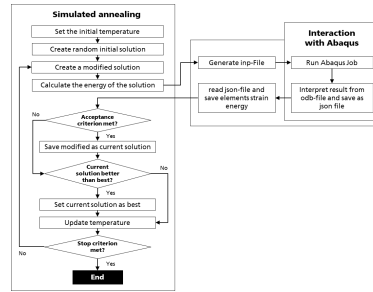 Simulated annealing
Set the initial temperature
Create random initial solution
Create a modified solution
Calculate the energy of the solution
Interaction
with Abaqus
Generate inp-File
Run Abaqus Job
read json-file and
save elements strain
energy
Interpret result from
odb-file and save as
json file
No
Acceptance
criterion met?
Yes
Save modified as current solution
Current
solution better
than best?
No
Yes
Set current solution as best
Update temperature
Stop criterion
met?
No
Yes
End